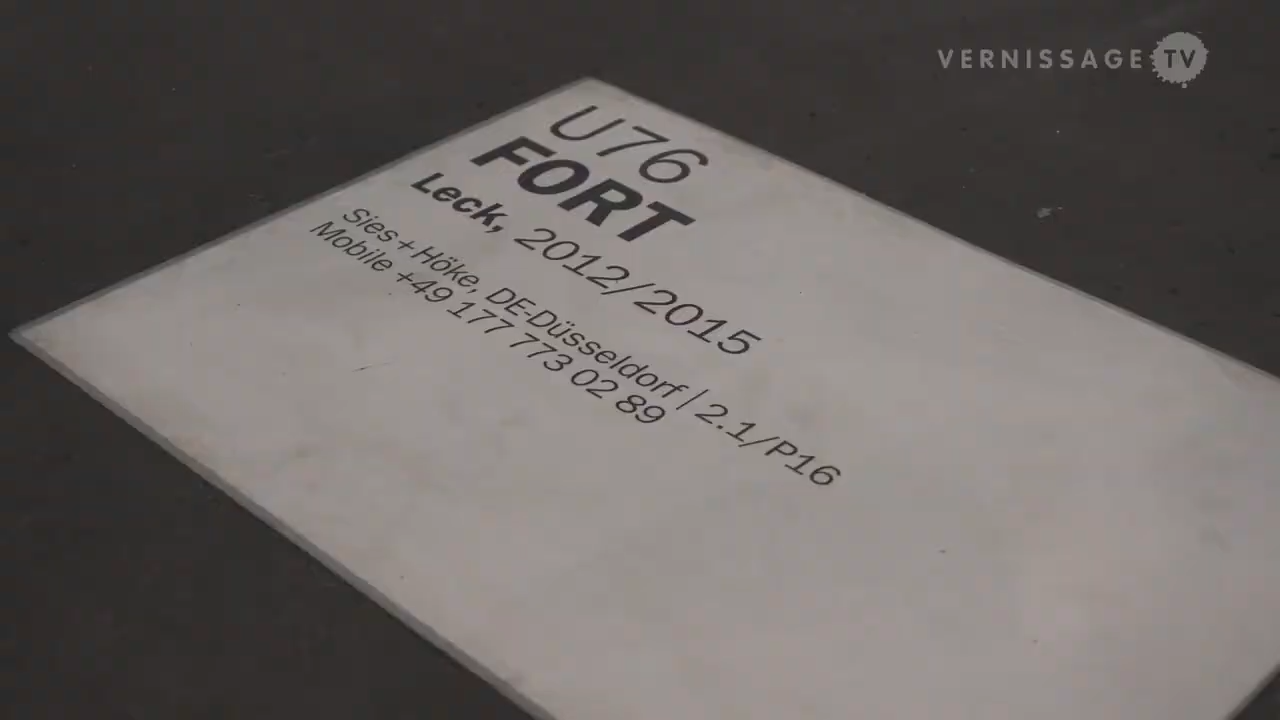 VERNISSAGE TV
U76
FORT
Leck, 2012/2015
Sies+Höke, DE-Düsseldorf | 2.1/P16
Mobile +49 177 773 02 89